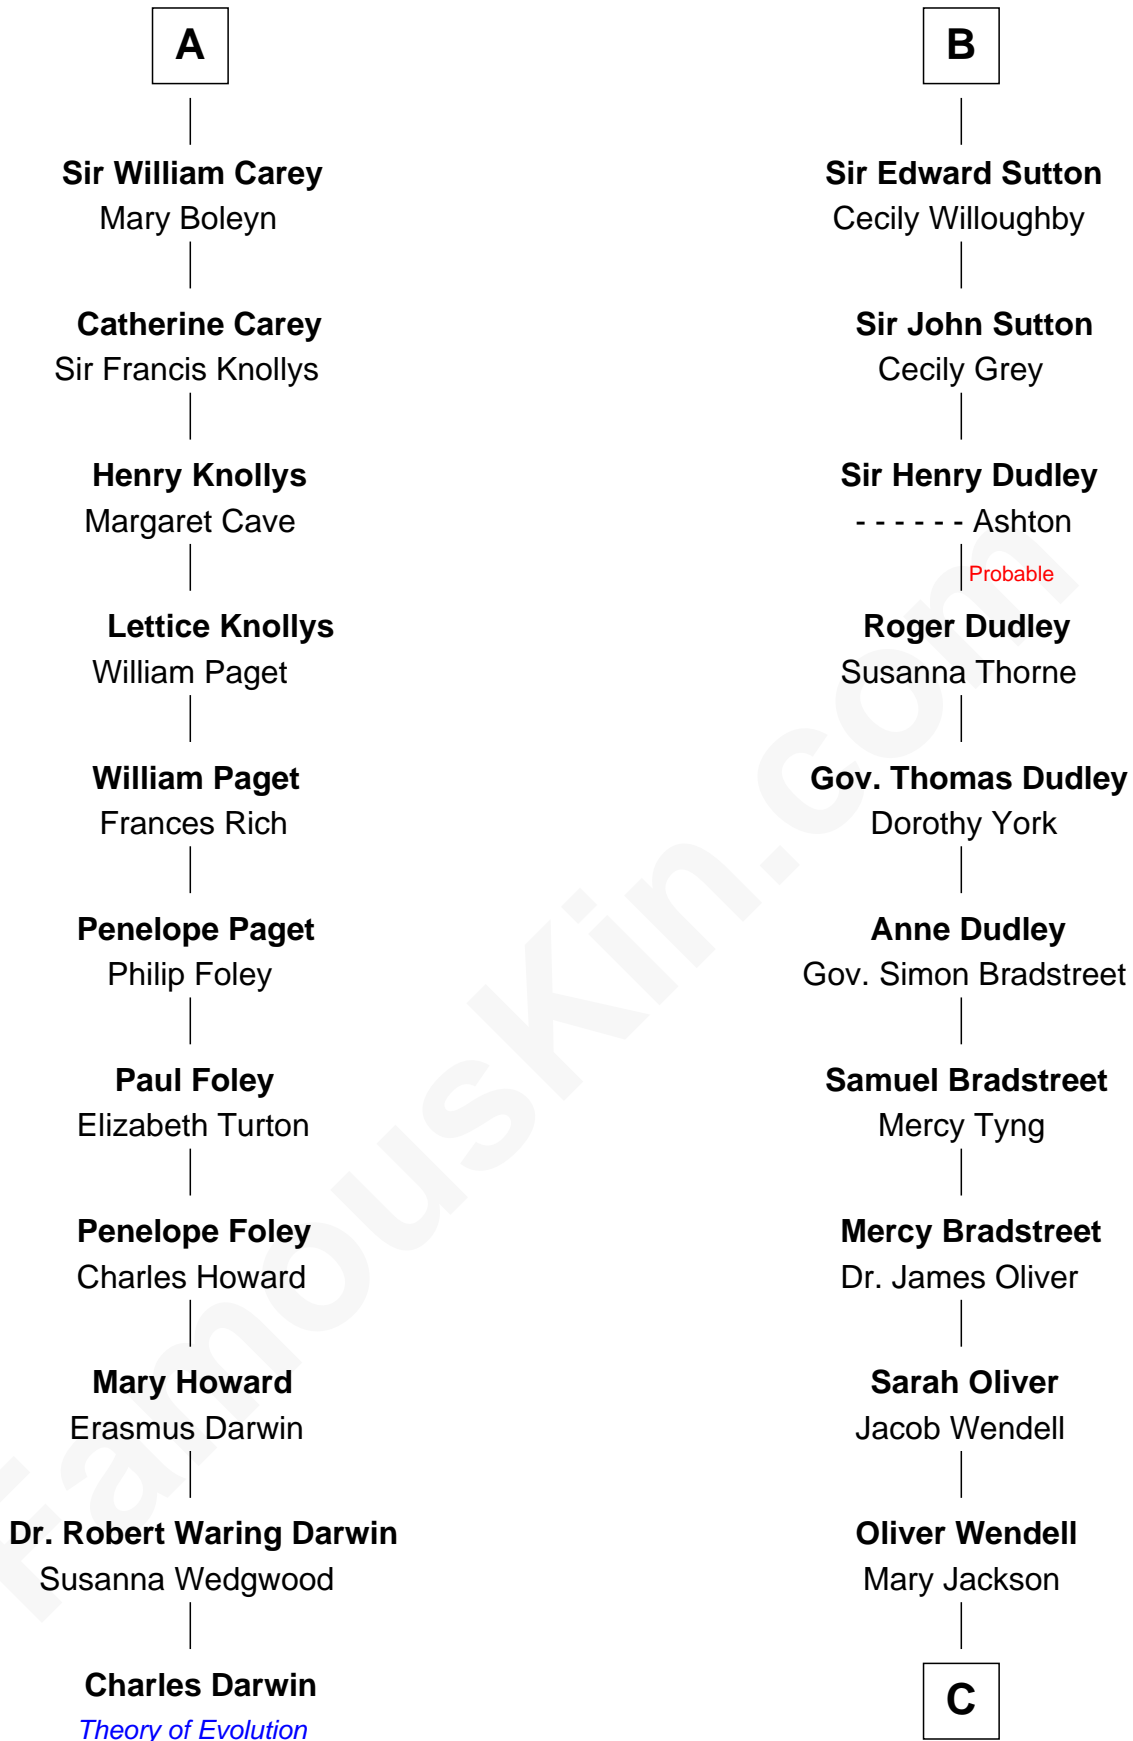 A
Sir William Carey
Mary Boleyn
Catherine Carey
Sir Francis Knollys
Henry Knollys
Margaret Cave
Lettice Knollys
William Paget
William Paget
Frances Rich
Penelope Paget
Philip Foley
Paul Foley
Elizabeth Turton
Penelope Foley
Charles Howard
Mary Howard
Erasmus Darwin
Dr. Robert Waring Darwin
Susanna Wedgwood
Charles Darwin
Theory of Evolution
B
Sir Edward Sutton
Cecily Willoughby
Sir John Sutton
Cecily Grey
Sir Henry Dudley
- - - - - - Ashton
Probable
Roger Dudley
Susanna Thorne
Gov. Thomas Dudley
Dorothy York
Anne Dudley
Gov. Simon Bradstreet
Samuel Bradstreet
Mercy Tyng
Mercy Bradstreet
Dr. James Oliver
Sarah Oliver
Jacob Wendell
Oliver Wendell
Mary Jackson
C
FamousKin.com